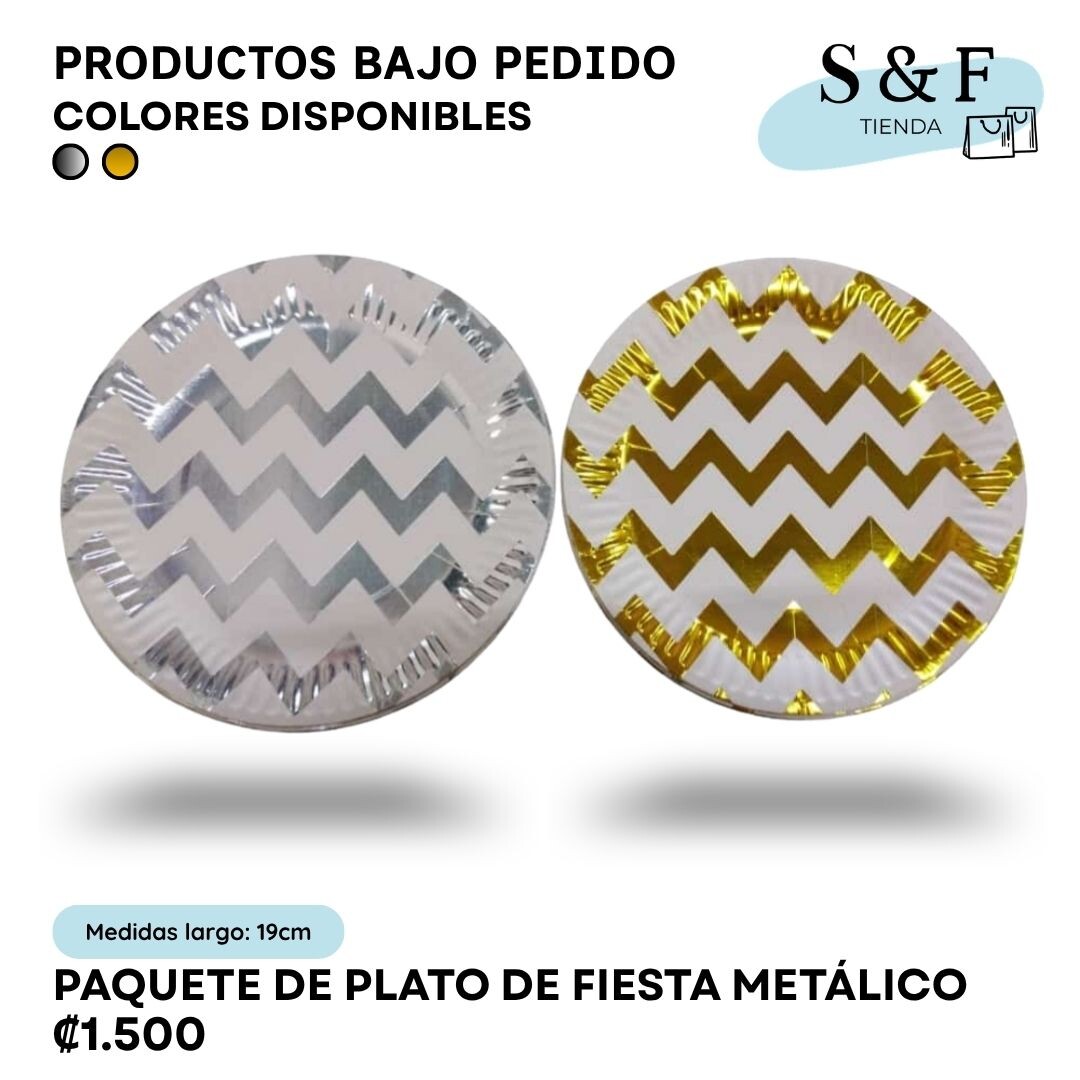 PRODUCTOS BAJO PEDIDO
COLORES DISPONIBLES
S & F
TIENDA
Medidas largo: 19cm
PAQUETE DE PLATO DE FIESTA METÁLICO
₡1.500